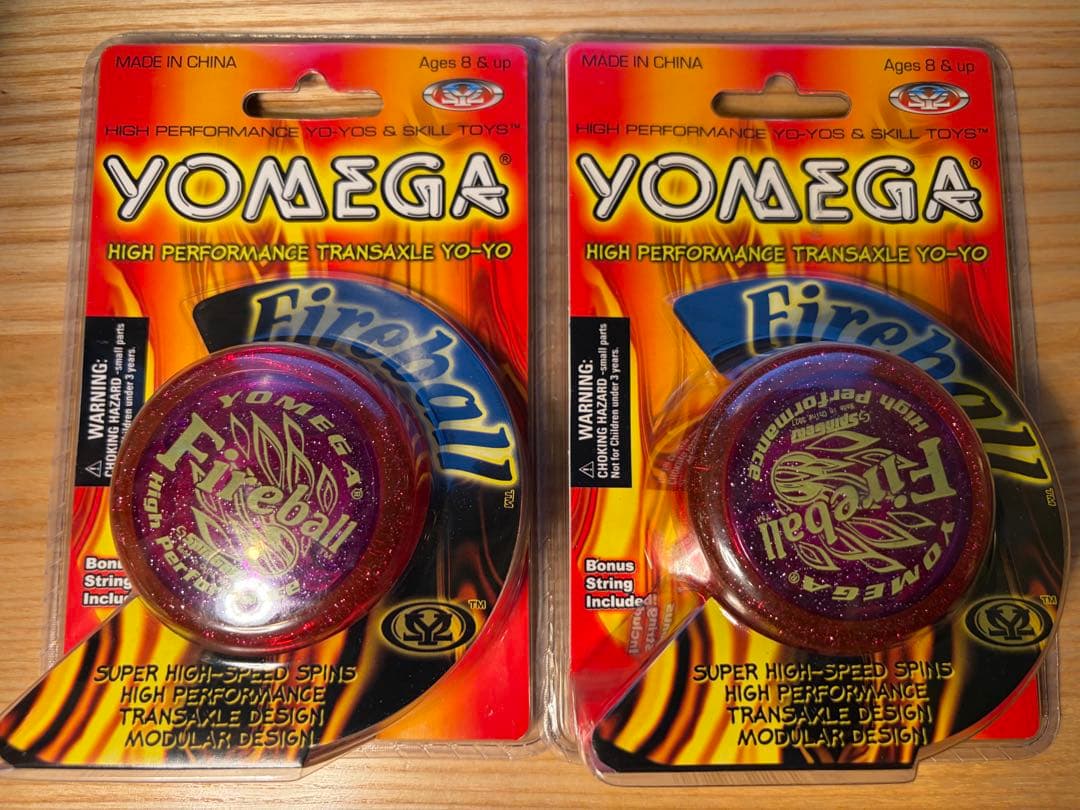 MADE IN CHINA
Ages 8 & up
HIGH PERFORMANCE YO-YOS & SKILL TOYS™
YOMEGA®
HIGH PERFORMANCE TRANSAXLE YO-YO
Fireball
™
WARNING:
CHOKING HAZARD -small parts
children under 3 years.
YOMEGA®
Fireball
High
Performance
Bonus
String
Inclu
™
SUPER HIGH-SPEED SPINS
HIGH PERFORMANCE
TRANSAXLE DESIGN
MODULAR DESIGN
MADE IN CHINA
Ages 8 & up
HIGH PERFORMANCE YO-YOS & SKILL TOYS™
YOMEGA®
HIGH PERFORMANCE TRANSAXLE YO-YO
Fireball
WARNING:
CHOKING HAZARD -small parts
Not for Children under 3 years.
YOMEGA®
Fireball
High Performance
Bonus
String
Included
™
SUPER HIGH-SPEED SPINS
HIGH PERFORMANCE
TRANSAXLE DESIGN
MODULAR DESIGN